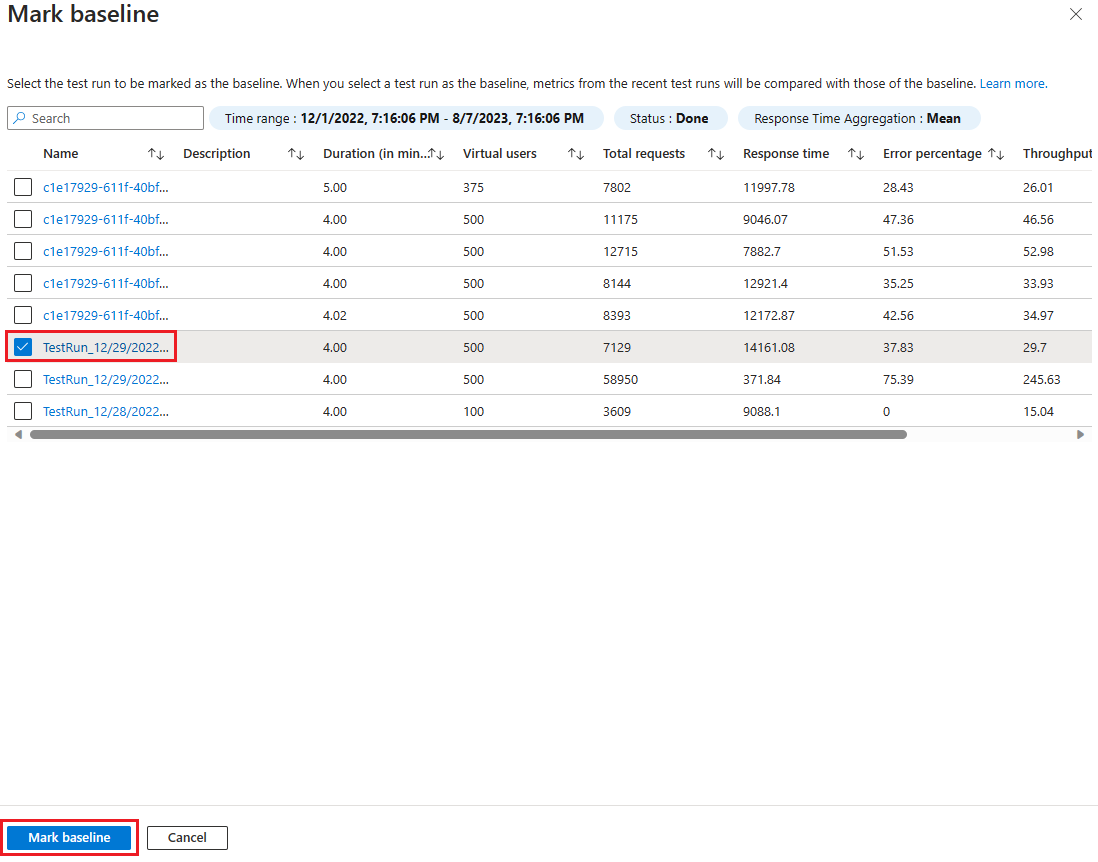 Mark baseline
Select the test run to be marked as the baseline. When you select a test run as the baseline, metrics from the recent test runs will be compared with those of the baseline. Learn more.
Search Time range : 12/1/2022, 7:16:06 PM - 8/7/2023, 7:16:06 PM Status : Done Response Time Aggregation : Mean
Name Description Duration (in min... Virtual users Total requests Response time Error percentage Throughput
c1e17929-611f-40bf... 5.00 375 7802 11997.78 28.43 26.01
c1e17929-611f-40bf... 4.00 500 11175 9046.07 47.36 46.56
c1e17929-611f-40bf... 4.00 500 12715 7882.7 51.53 52.98
c1e17929-611f-40bf... 4.00 500 8144 12921.4 35.25 33.93
c1e17929-611f-40bf... 4.02 500 8393 12172.87 42.56 34.97
TestRun_12/29/2022... 4.00 500 7129 14161.08 37.83 29.7
TestRun_12/29/2022... 4.00 500 58950 371.84 75.39 245.63
TestRun_12/28/2022... 4.00 100 3609 9088.1 0 15.04
Mark baseline Cancel